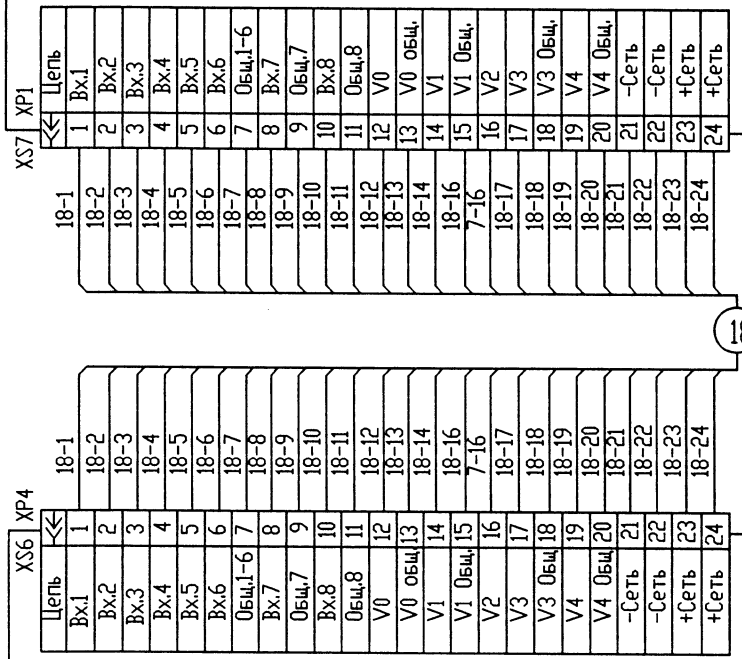 XS6 XP4
Цепь
Вх.1 1 18-1
Вх.2 2 18-2
Вх.3 3 18-3
Вх.4 4 18-4
Вх.5 5 18-5
Вх.6 6 18-6
Общ.1-6 7 18-7
Вх.7 8 18-8
Общ.7 9 18-9
Вх.8 10 18-10
Общ.8 11 18-11
V0 12 18-12
V0 общ. 13 18-13
V1 14 18-14
V1 Общ. 15 18-16
V2 16 7-16
V3 17 18-17
V3 Общ. 18 18-18
V4 19 18-19
V4 Общ. 20 18-20
-Сеть 21 18-21
-Сеть 22 18-22
+Сеть 23 18-23
+Сеть 24 18-24
XS7 XP1
Цепь
18-1 1 Вх.1
18-2 2 Вх.2
18-3 3 Вх.3
18-4 4 Вх.4
18-5 5 Вх.5
18-6 6 Вх.6
18-7 7 Общ.1-6
18-8 8 Вх.7
18-9 9 Общ.7
18-10 10 Вх.8
18-11 11 Общ.8
18-12 12 V0
18-13 13 V0 общ.
18-14 14 V1
18-16 15 V1 Общ.
7-16 16 V2
18-17 17 V3
18-18 18 V3 Общ.
18-19 19 V4
18-20 20 V4 Общ.
18-21 21 -Сеть
18-22 22 -Сеть
18-23 23 +Сеть
18-24 24 +Сеть
18